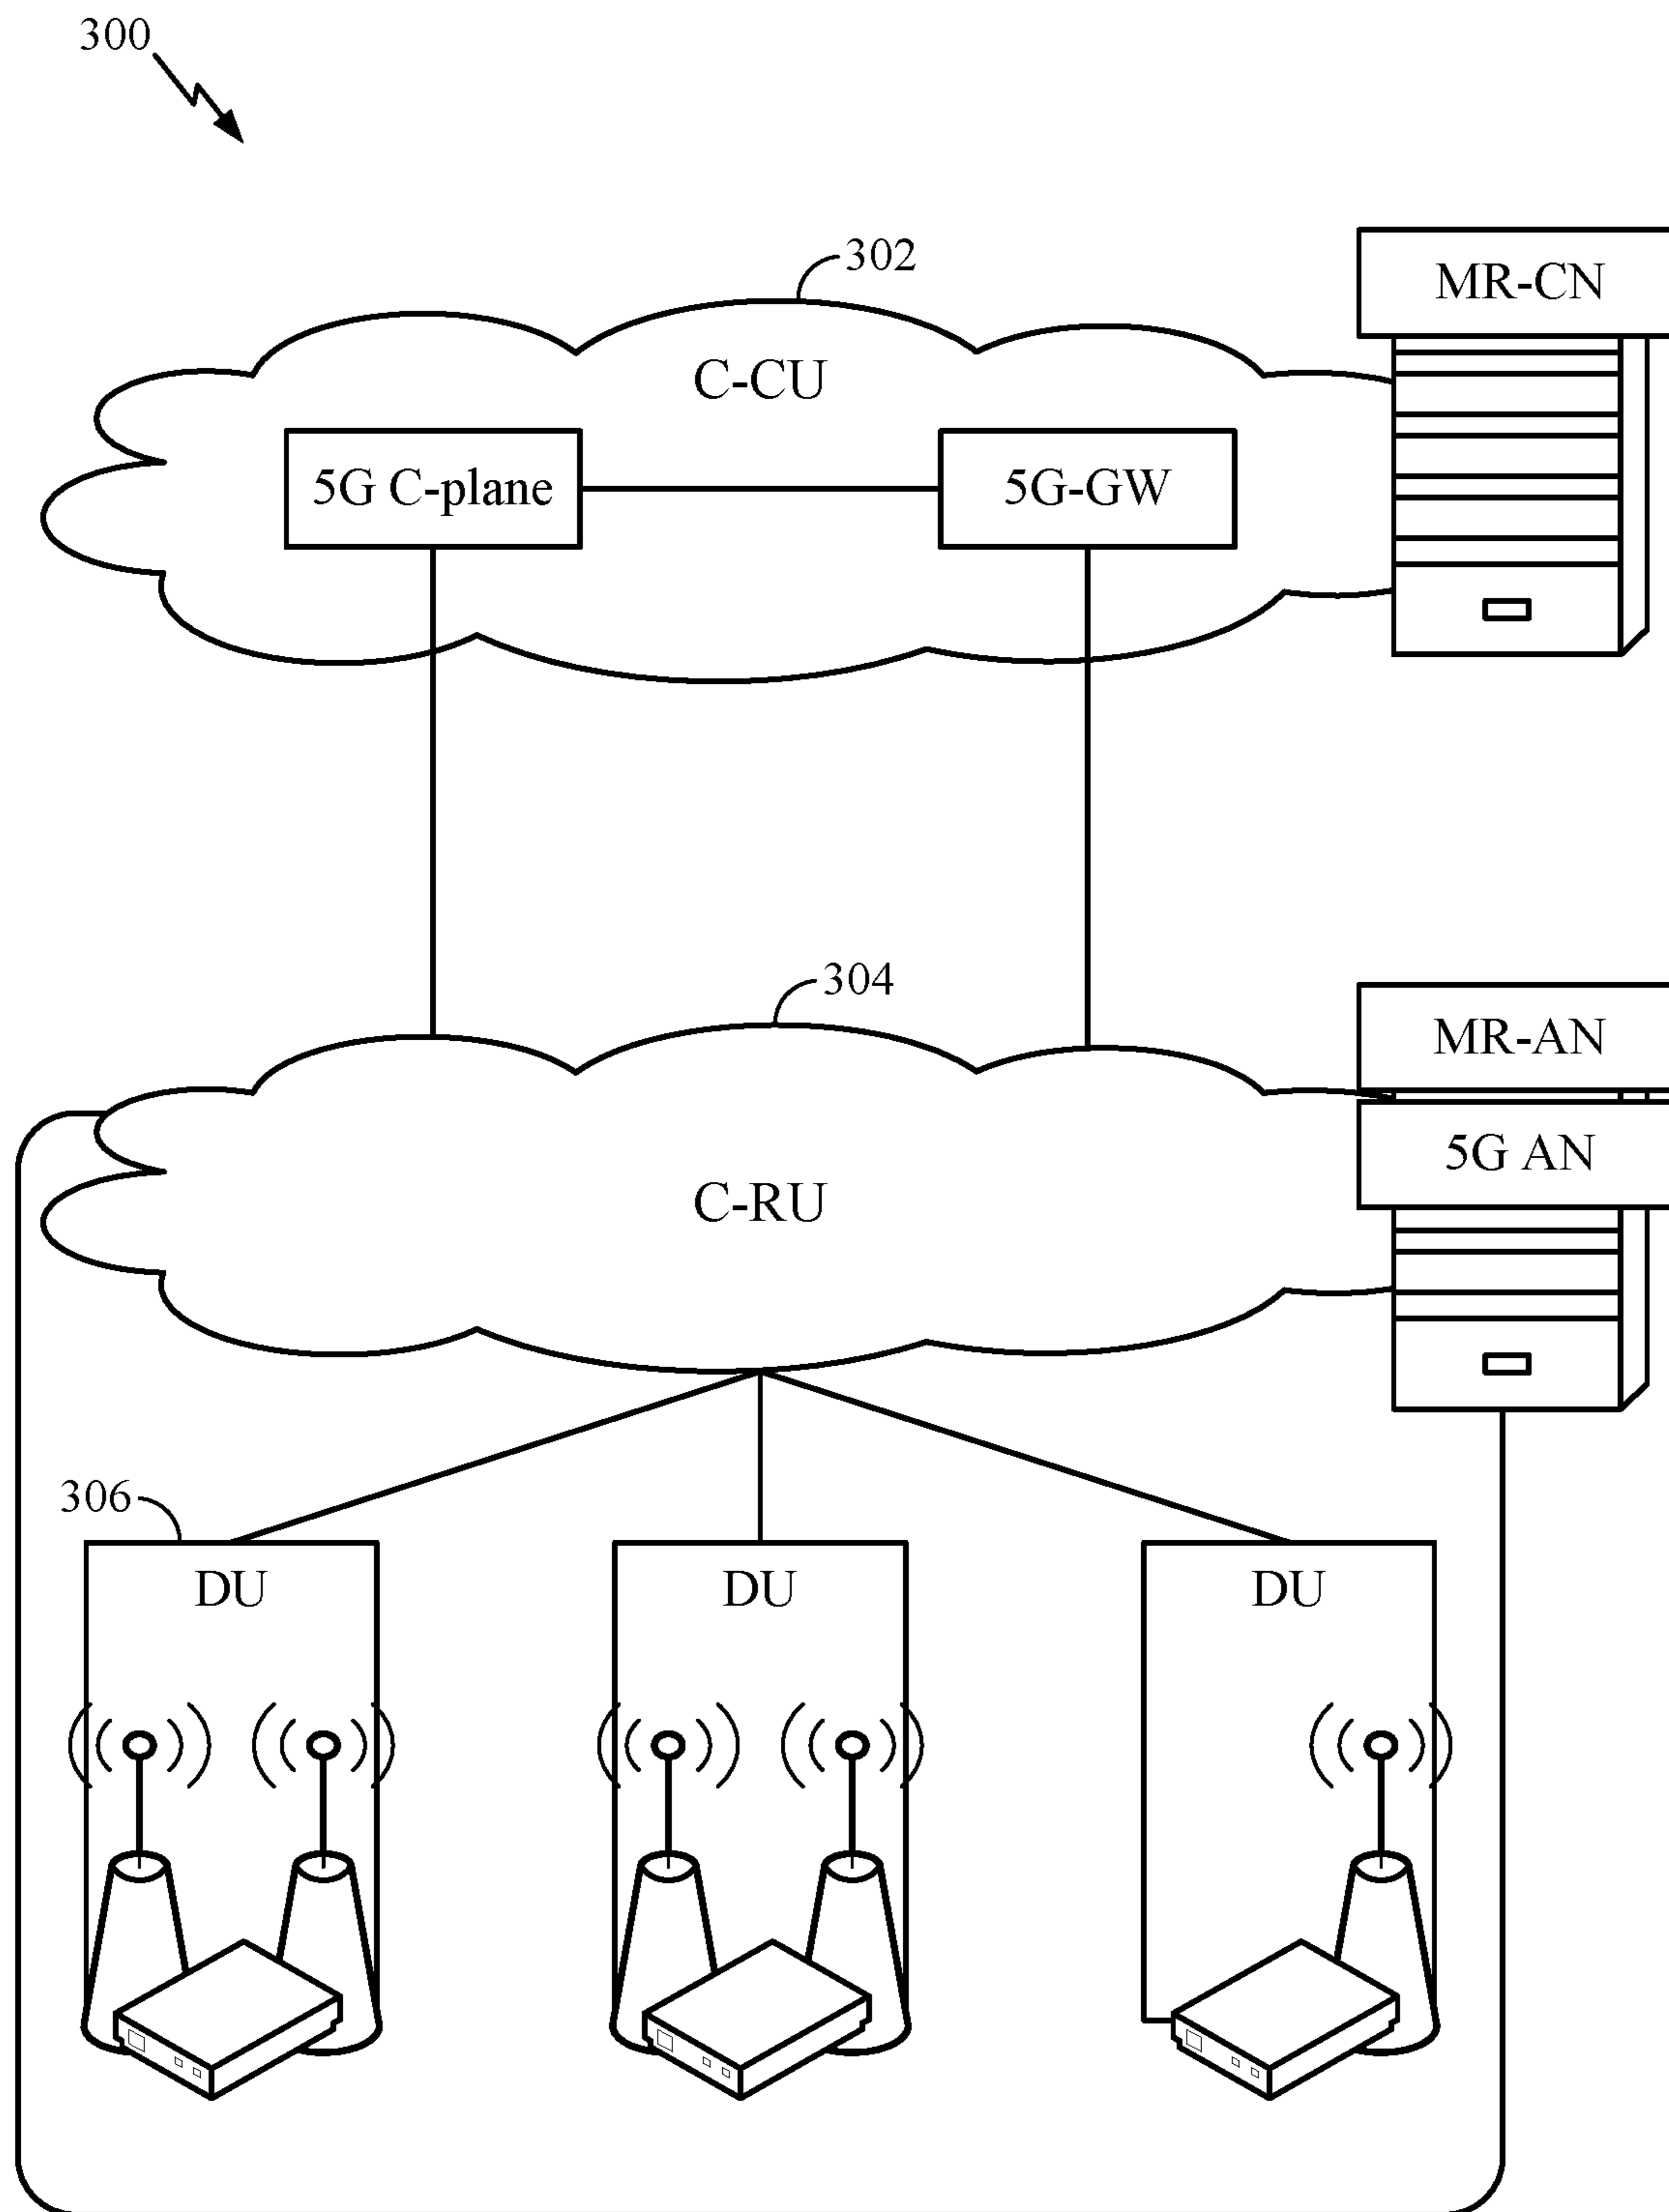 300
302
MR-CN
C-CU
5G C-plane
5G-GW
304
MR-AN
5G AN
C-RU
306
DU
DU
DU